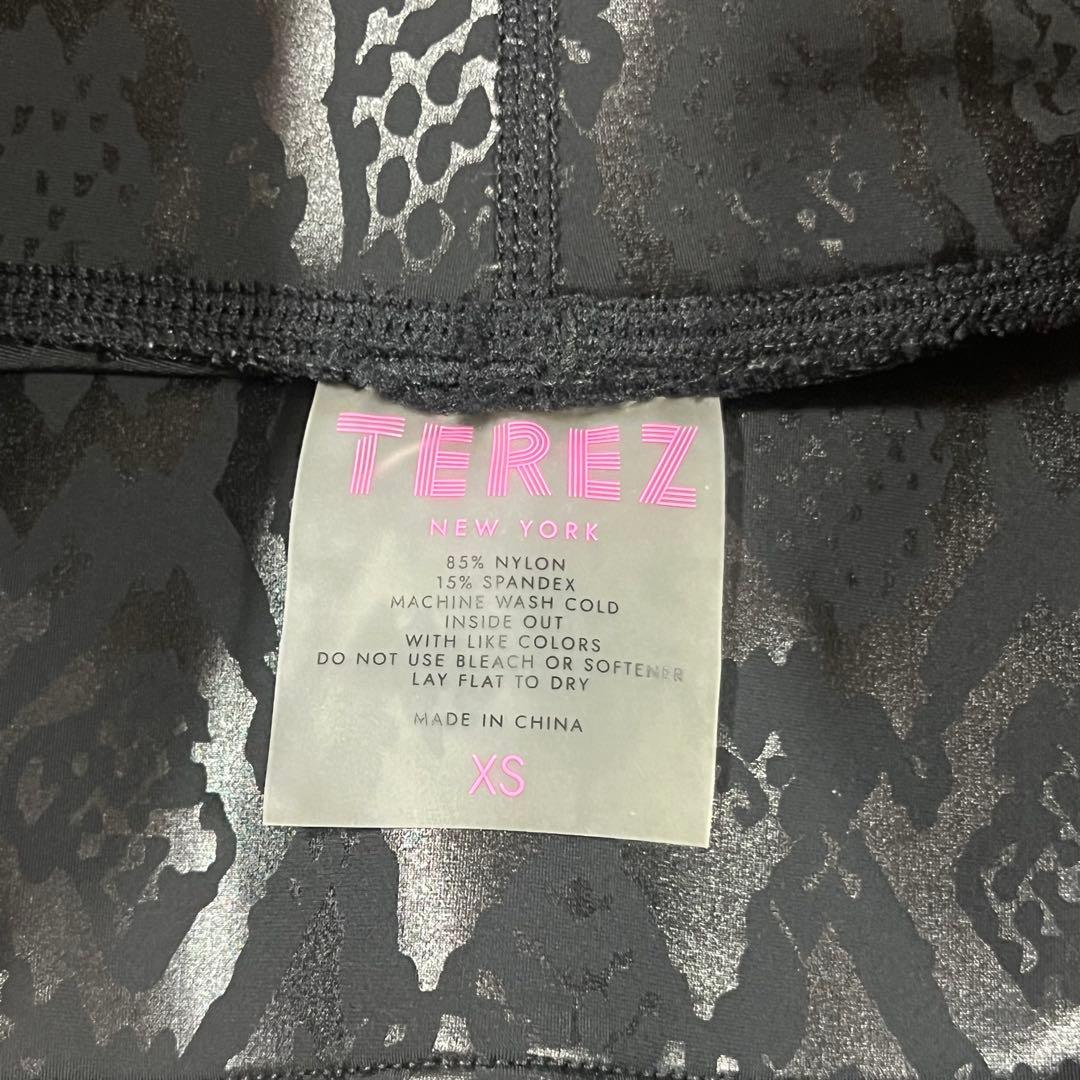 TEREZ
NEW YORK
85% NYLON
15% SPANDEX
MACHINE WASH COLD
INSIDE OUT
WITH LIKE COLORS
DO NOT USE BLEACH OR SOFTENER
LAY FLAT TO DRY
MADE IN CHINA
XS